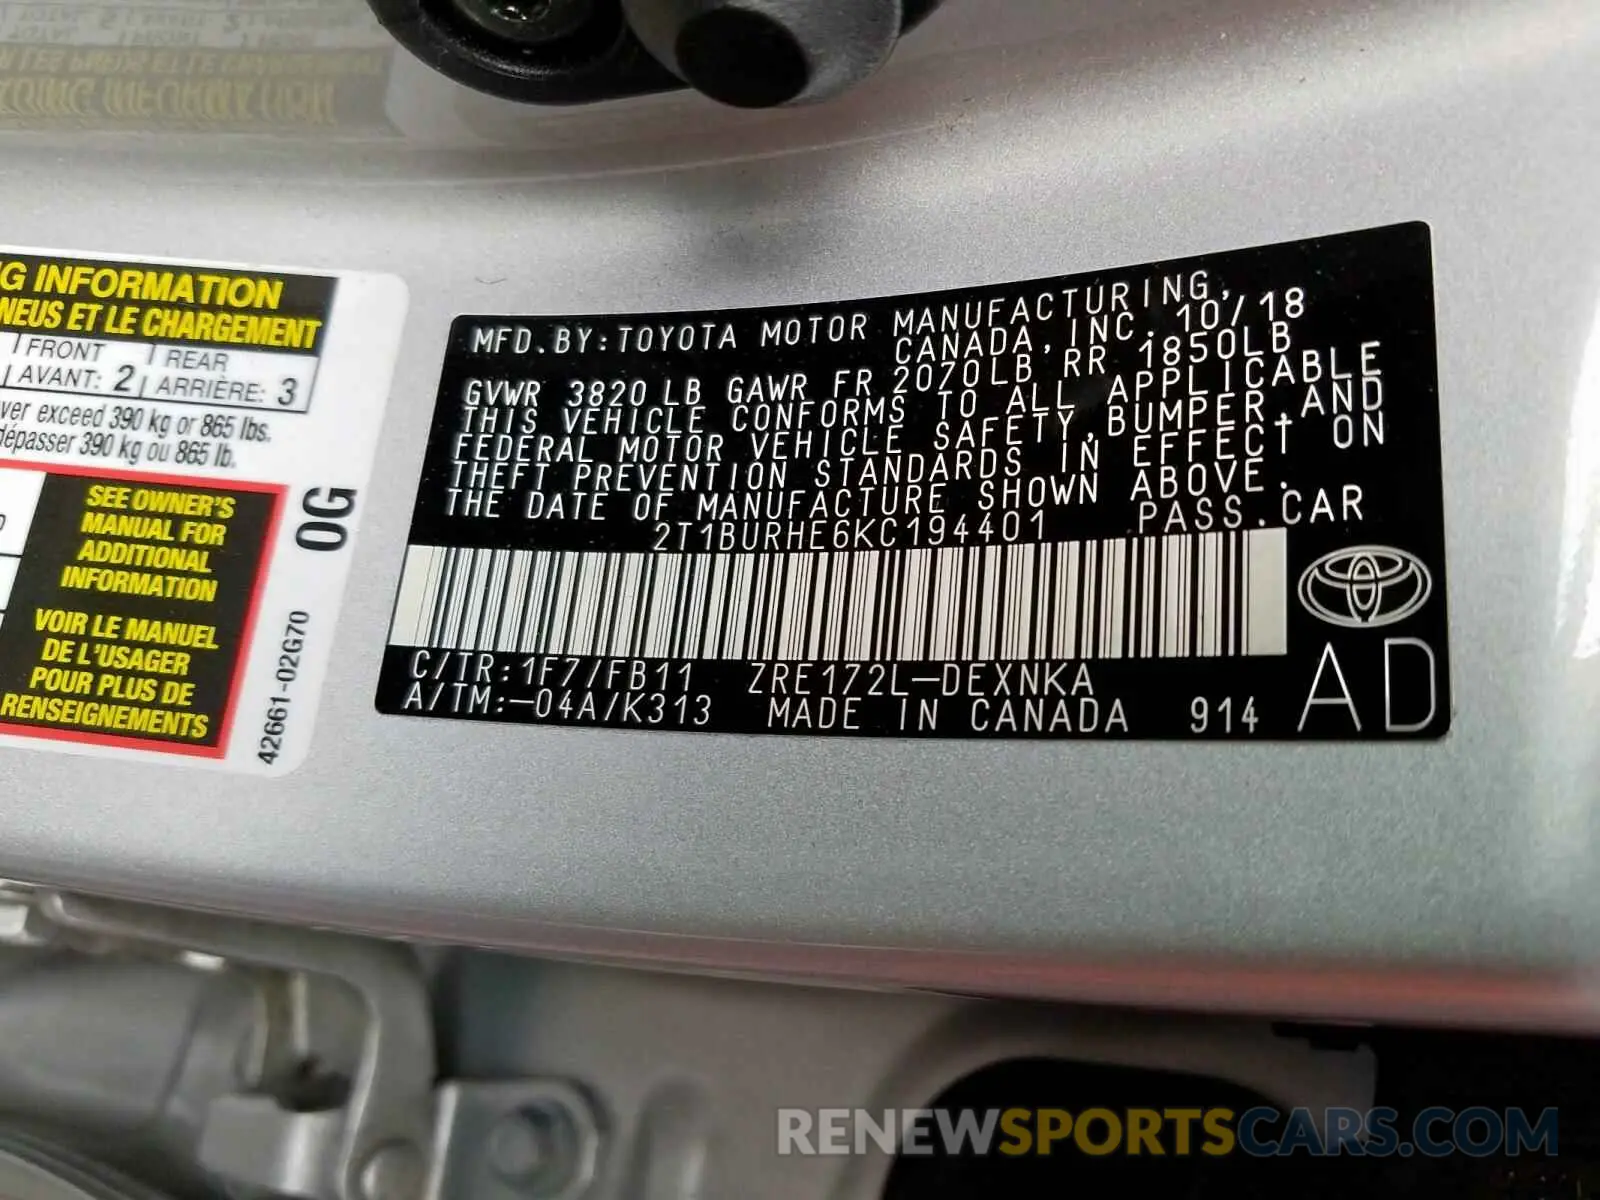 G INFORMATION
NEUS ET LE CHARGEMENT
FRONT REAR
AVANT: 2 ARRIÈRE: 3
ver exceed 390 kg or 865 lbs.
dépasser 390 kg ou 865 lb.
SEE OWNER'S
MANUAL FOR
ADDITIONAL
INFORMATION
VOIR LE MANUEL
DE L'USAGER
POUR PLUS DE
RENSEIGNEMENTS
0G
42661-02G70
MFD.BY:TOYOTA MOTOR MANUFACTURING,
CANADA,INC. 10/18
GVWR 3820 LB GAWR FR 2070LB RR 1850LB
THIS VEHICLE CONFORMS TO ALL APPLICABLE
FEDERAL MOTOR VEHICLE SAFETY,BUMPER,AND
THEFT PREVENTION STANDARDS IN EFFECT ON
THE DATE OF MANUFACTURE SHOWN ABOVE.
2T1BURHE6KC194401 PASS.CAR
C/TR:1F7/FB11 ZRE172L-DEXNKA
A/TM:-04A/K313 MADE IN CANADA 914
AD
RENEWSPORTSCARS.COM